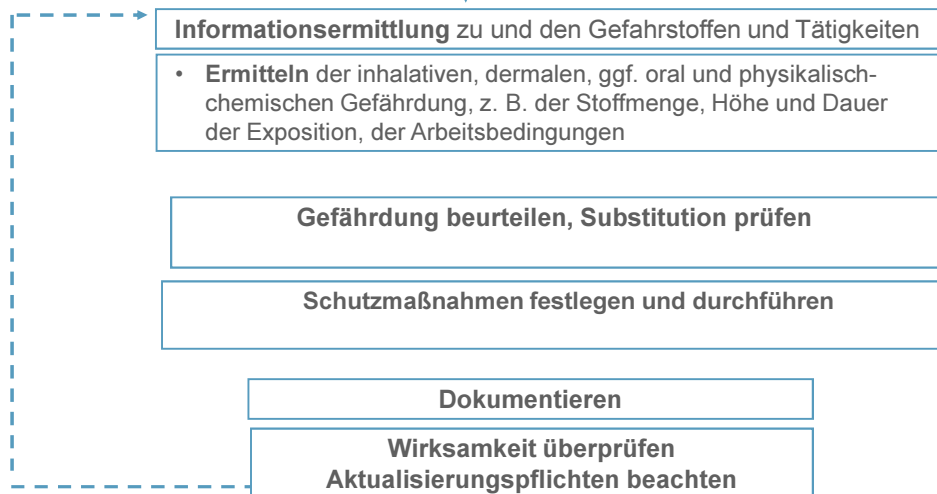 Informationsermittlung zu und den Gefahrstoffen und Tätigkeiten
• Ermitteln der inhalativen, dermalen, ggf. oral und physikalisch-
chemischen Gefährdung, z. B. der Stoffmenge, Höhe und Dauer
der Exposition, der Arbeitsbedingungen
Gefährdung beurteilen, Substitution prüfen
Schutzmaßnahmen festlegen und durchführen
Dokumentieren
Wirksamkeit überprüfen
Aktualisierungspflichten beachten